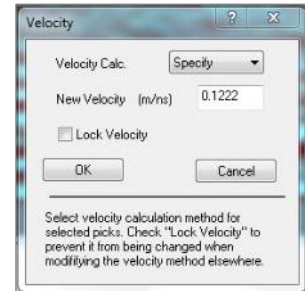 Velocity
Velocity Calc. Specify
New Velocity (m/ns) 0.1222
Lock Velocity
OK Cancel
Select velocity calculation method for
selected picks. Check "Lock Velocity" to
prevent it from being changed when
modifilying the velocity method elsewhere.